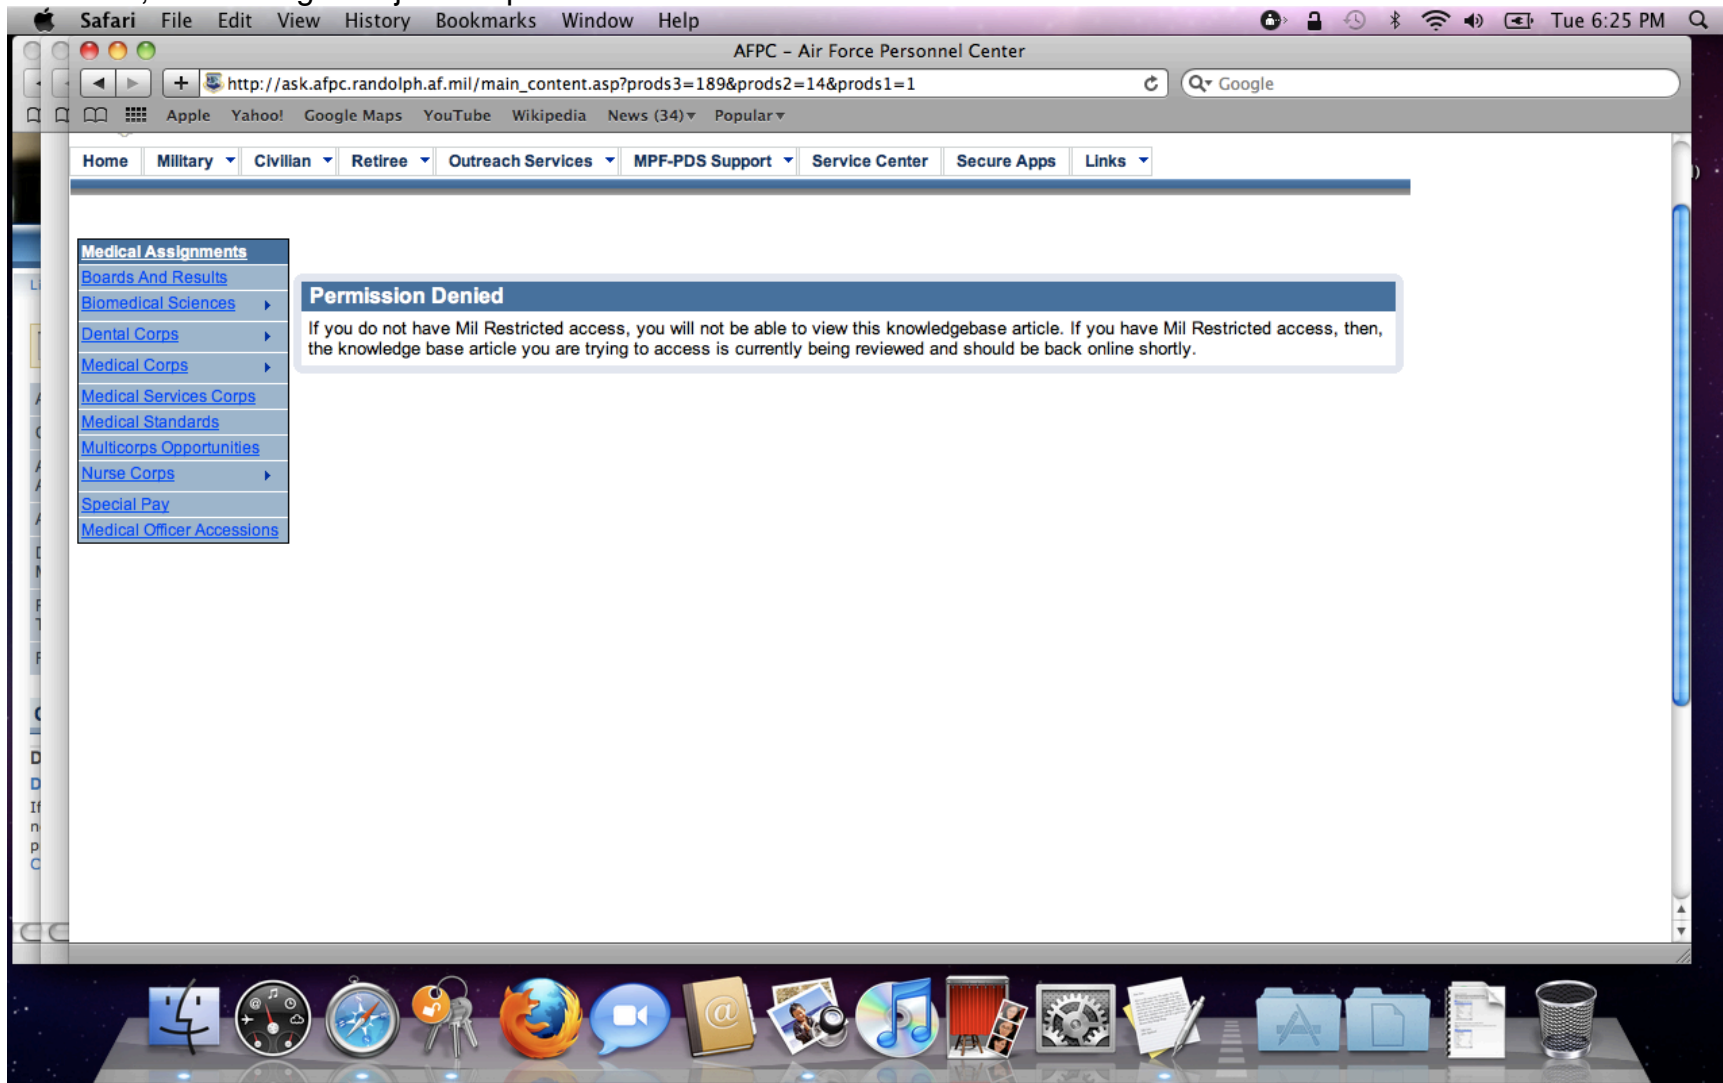 Safari File Edit View History Bookmarks Window Help Tue 6:25 PM
AFPC – Air Force Personnel Center
http://ask.afpc.randolph.af.mil/main_content.asp?prods3=189&prods2=14&prods1=1 Google
Apple Yahoo! Google Maps YouTube Wikipedia News (34) Popular
Home Military Civilian Retiree Outreach Services MPF-PDS Support Service Center Secure Apps Links
Medical Assignments
Boards And Results
Biomedical Sciences
Dental Corps
Medical Corps
Medical Services Corps
Medical Standards
Multicorps Opportunities
Nurse Corps
Special Pay
Medical Officer Accessions
Permission Denied
If you do not have Mil Restricted access, you will not be able to view this knowledgebase article. If you have Mil Restricted access, then,
the knowledge base article you are trying to access is currently being reviewed and should be back online shortly.